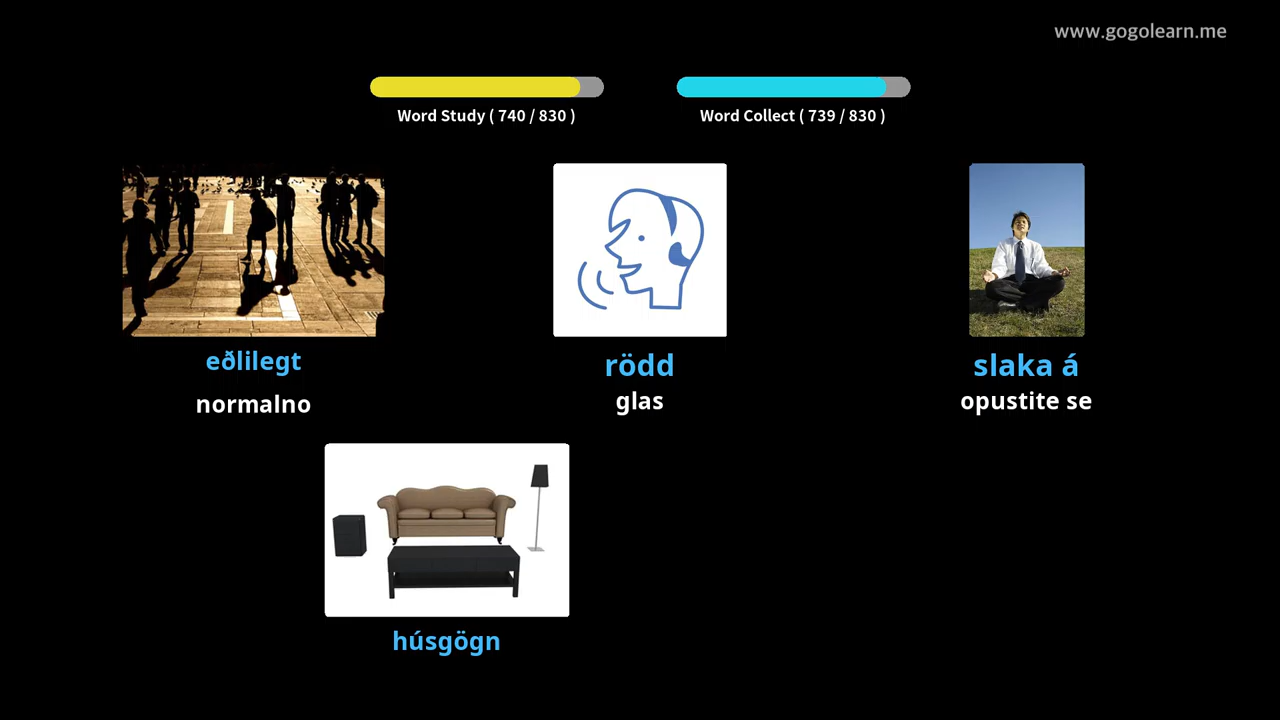 www.gogolearn.me
Word Study ( 740 / 830 )
Word Collect ( 739 / 830 )
eðlilegt
normalno
rödd
glas
slaka á
opustite se
húsgögn